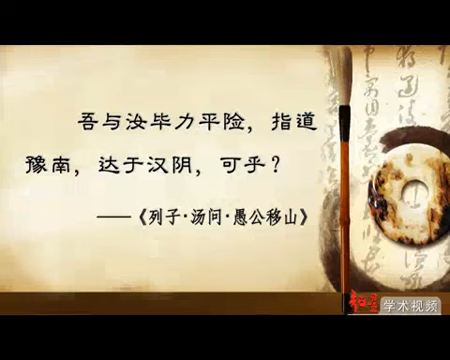 吾与汝毕力平险，指道
豫南，达于汉阴，可乎？
——《列子·汤问·愚公移山》
学术视频